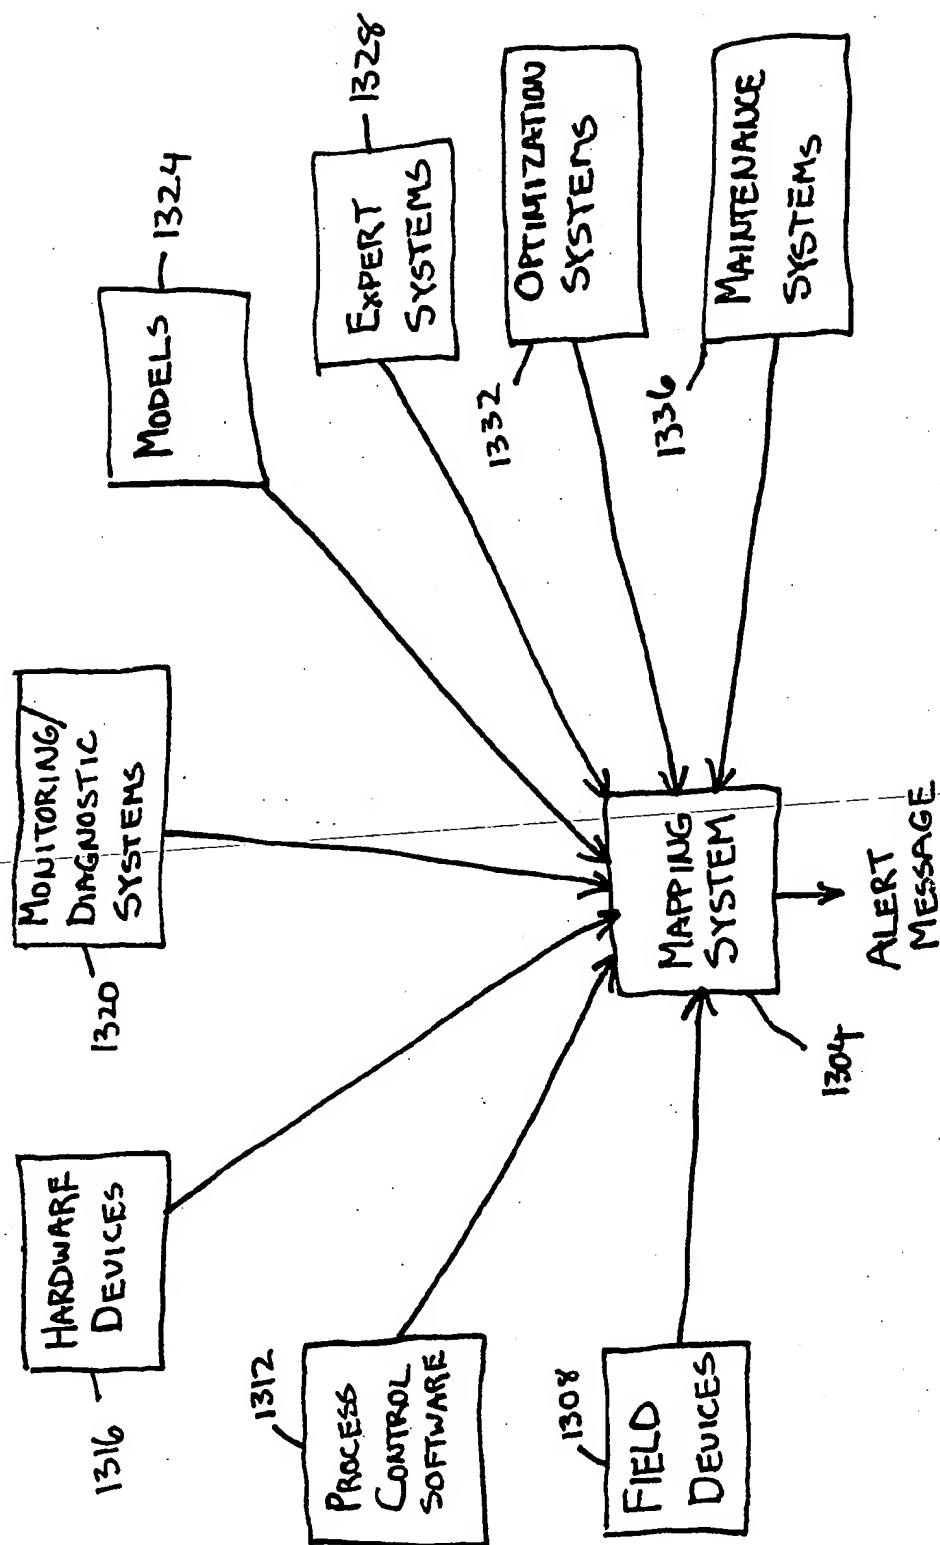 1316
HARDWARE
DEVICES
1320
MONITORING/
DIAGNOSTIC
SYSTEMS
1324
MODELS
1328
EXPERT
SYSTEMS
1332
OPTIMIZATION
SYSTEMS
1336
MAINTENANCE
SYSTEMS
1312
PROCESS
CONTROL
SOFTWARE
1308
FIELD
DEVICES
MAPPING
SYSTEM
1304
ALERT
MESSAGE